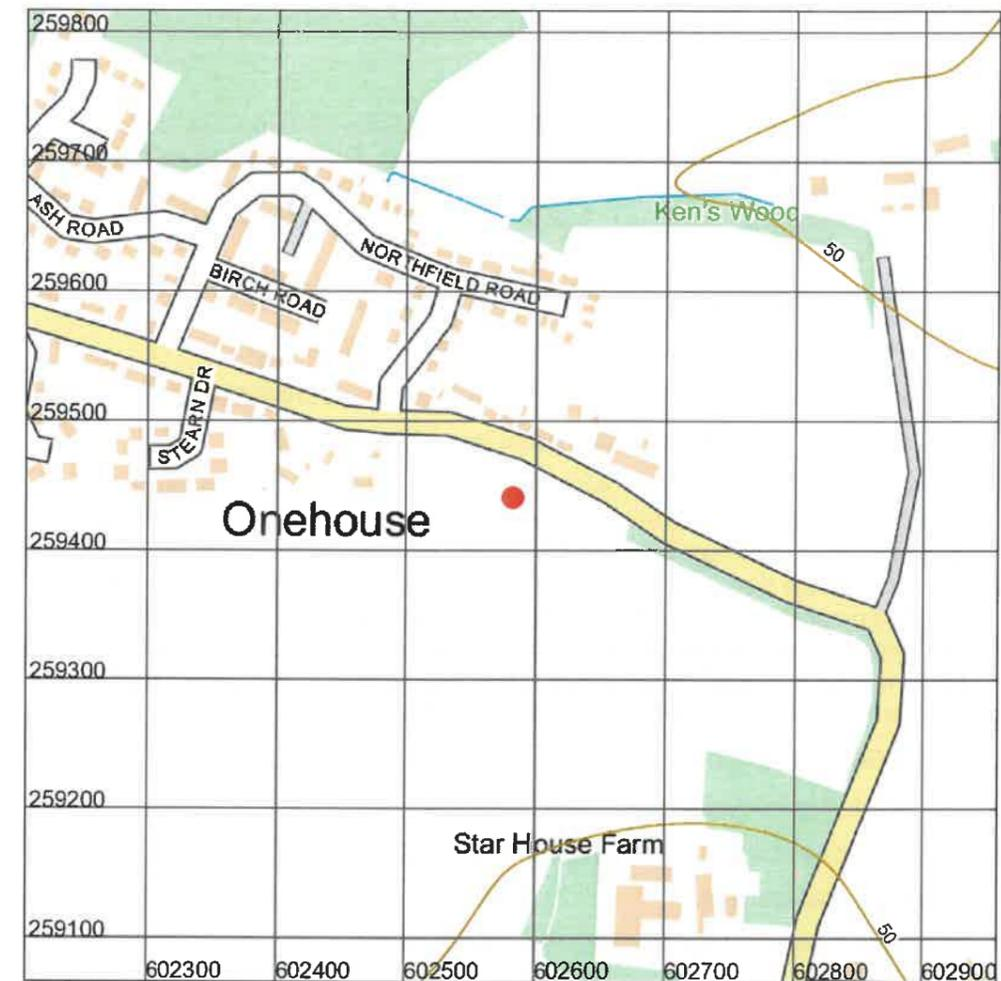 259800
259700
ASH ROAD
Ken's Wood
NORTHFIELD ROAD
50
BIRCH ROAD
259600
259500
STEARN DR
Onehouse
259400
259300
259200
Star House Farm
259100
50
602300
602400
602500
602600
602700
602800
602900